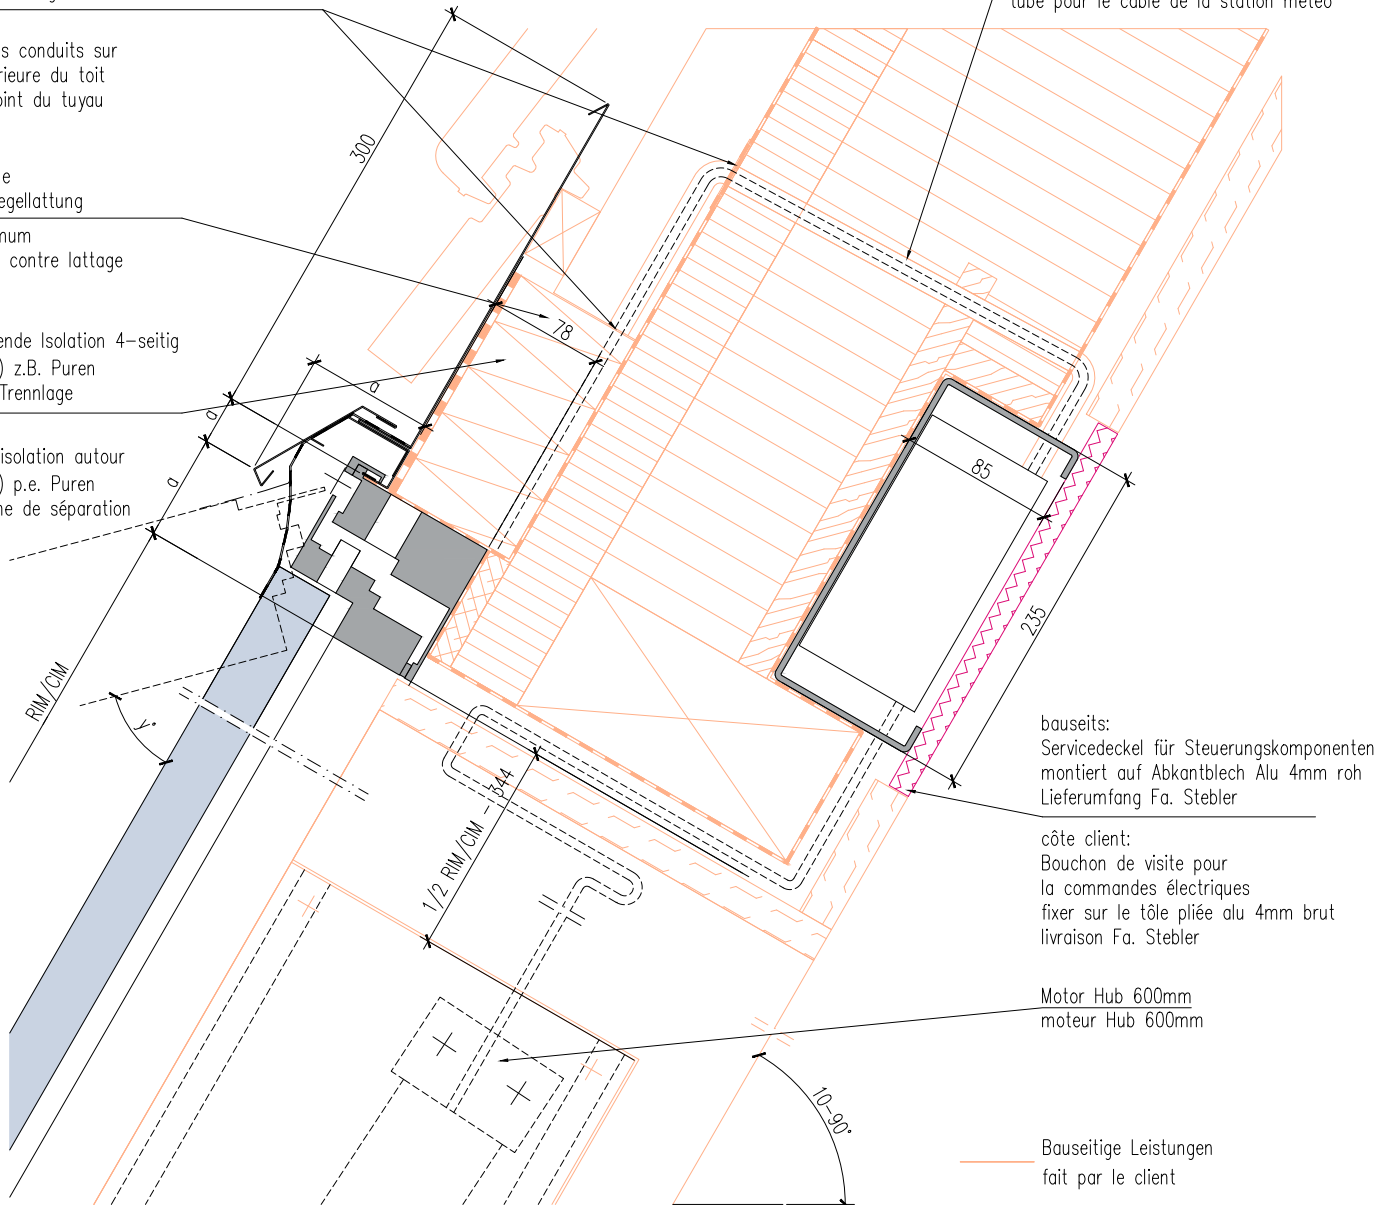 tube pour le câble de la station météo
s conduits sur
rieure du toit
oint du tuyau
300
e
egellattung
num
contre lattage
78
ende Isolation 4-seitig
) z.B. Puren
Trennlage
a
a
a
isolation autour
) p.e. Puren
ne de séparation
85
235
RIM/CIM
y°
1/2 RIM/CIM - 344
bauseits:
Servicedeckel für Steuerungskomponenten
montiert auf Abkantblech Alu 4mm roh
Lieferumfang Fa. Stebler
côte client:
Bouchon de visite pour
la commandes électriques
fixer sur le tôle pliée alu 4mm brut
livraison Fa. Stebler
Motor Hub 600mm
moteur Hub 600mm
10-90°
Bauseitige Leistungen
fait par le client